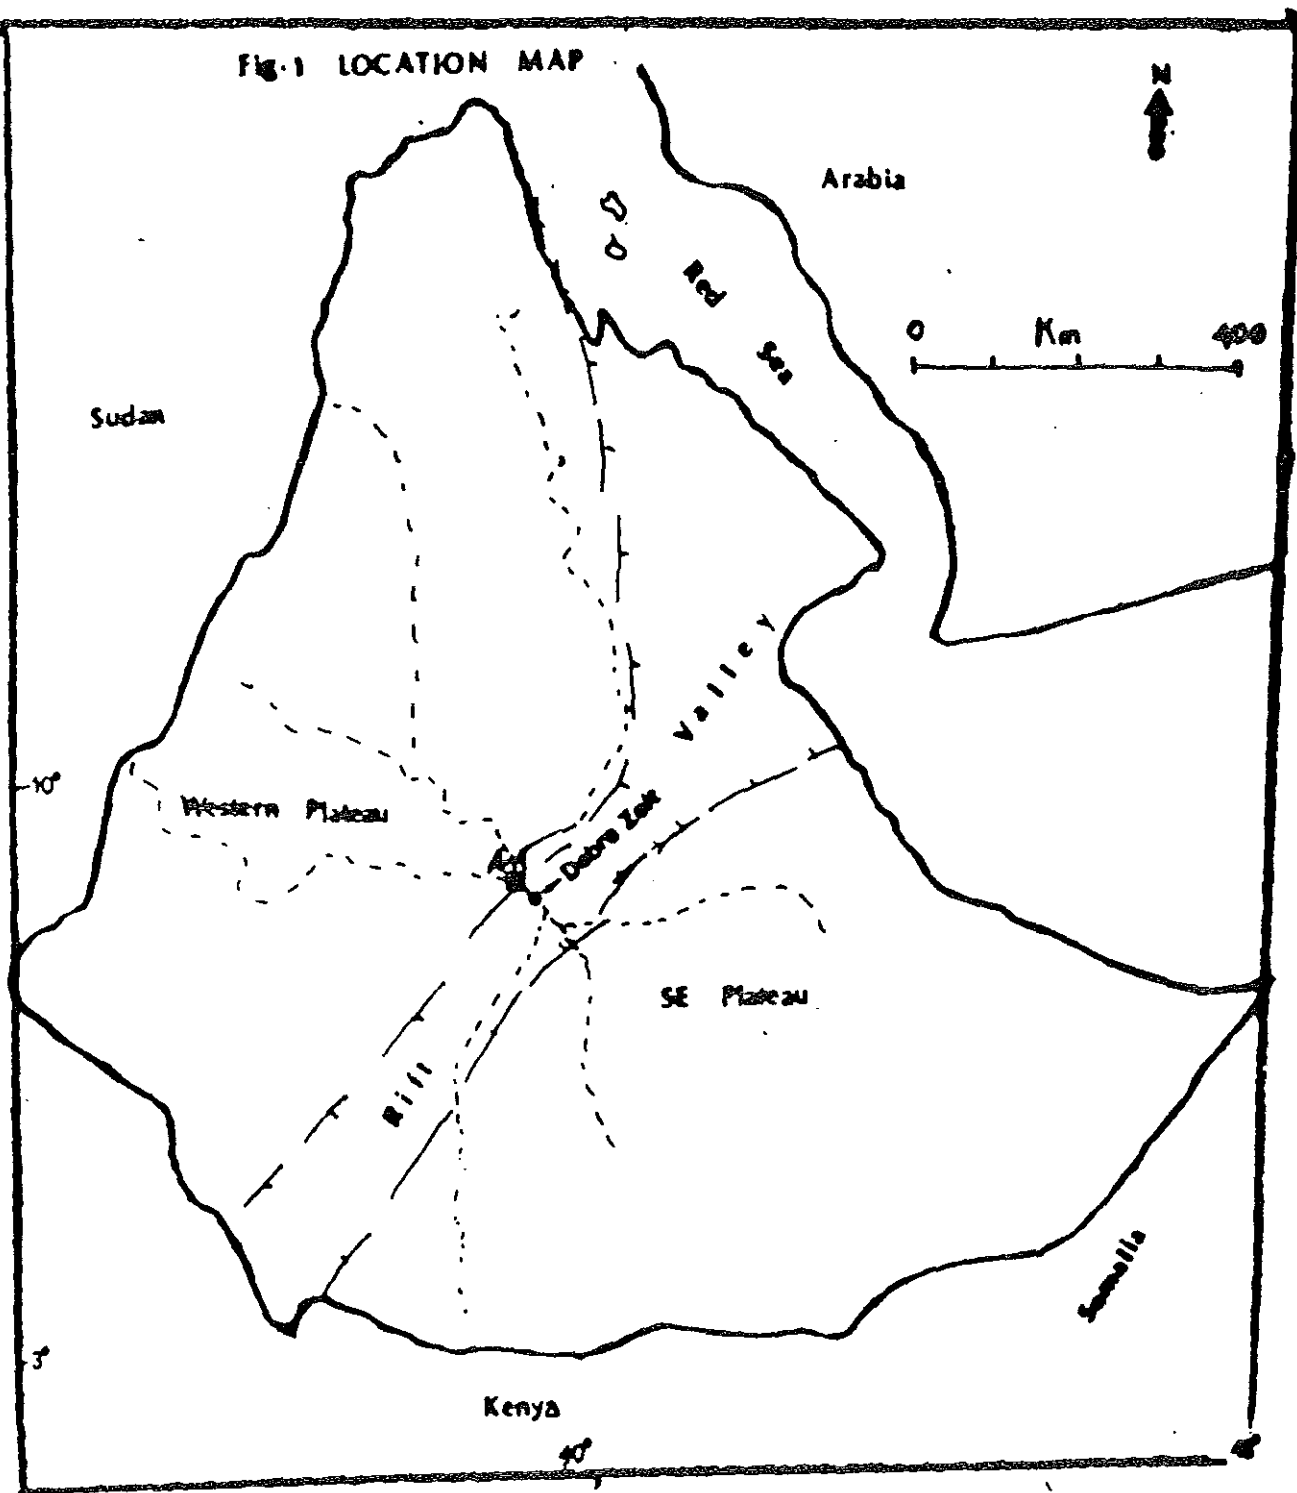 Fig. 1 LOCATION MAP
N
Arabia
Red Sea
0 Km 400
Sudan
Valley
10°
Western Plateau
Debre Zeit
SE Plateau
Rift
Somalia
3°
Kenya
40°
48°